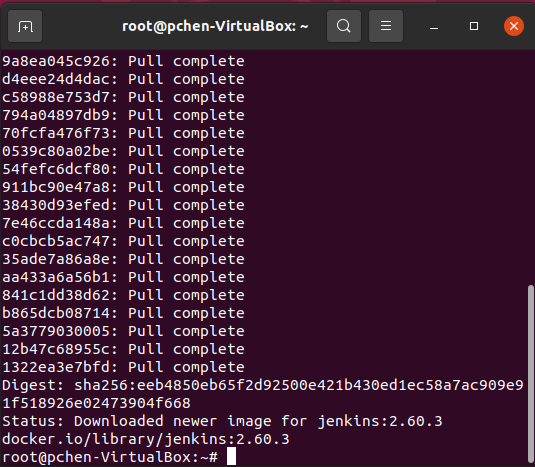 root@pchen-VirtualBox: ~
9a8ea045c926: Pull complete
d4eee24d4dac: Pull complete
c58988e753d7: Pull complete
794a04897db9: Pull complete
70fcfa476f73: Pull complete
0539c80a02be: Pull complete
54fefc6dcf80: Pull complete
911bc90e47a8: Pull complete
38430d93efed: Pull complete
7e46ccda148a: Pull complete
c0cbcb5ac747: Pull complete
35ade7a86a8e: Pull complete
aa433a6a56b1: Pull complete
841c1dd38d62: Pull complete
b865dcb08714: Pull complete
5a3779030005: Pull complete
12b47c68955c: Pull complete
1322ea3e7bfd: Pull complete
Digest: sha256:eeb4850eb65f2d92500e421b430ed1ec58a7ac909e9
1f518926e02473904f668
Status: Downloaded newer image for jenkins:2.60.3
docker.io/library/jenkins:2.60.3
root@pchen-VirtualBox:~#